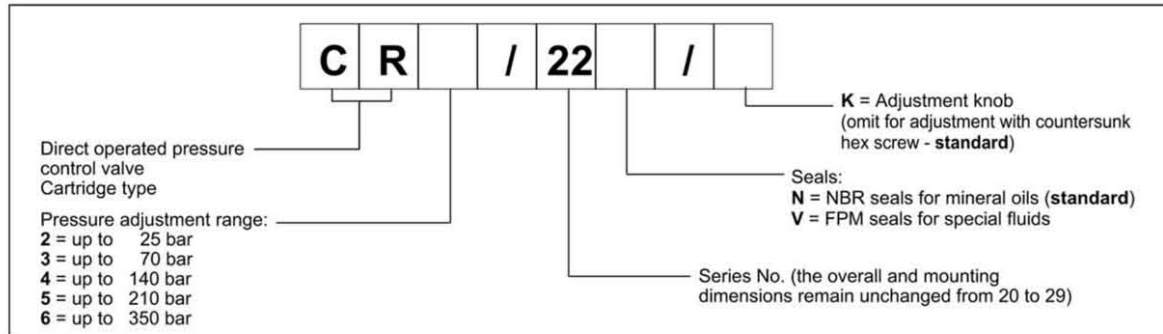 C R / 22 /
K = Adjustment knob
(omit for adjustment with countersunk
hex screw - standard)
Direct operated pressure
control valve
Cartridge type
Seals:
N = NBR seals for mineral oils (standard)
V = FPM seals for special fluids
Pressure adjustment range:
2 = up to 25 bar
3 = up to 70 bar
4 = up to 140 bar
5 = up to 210 bar
6 = up to 350 bar
Series No. (the overall and mounting
dimensions remain unchanged from 20 to 29)